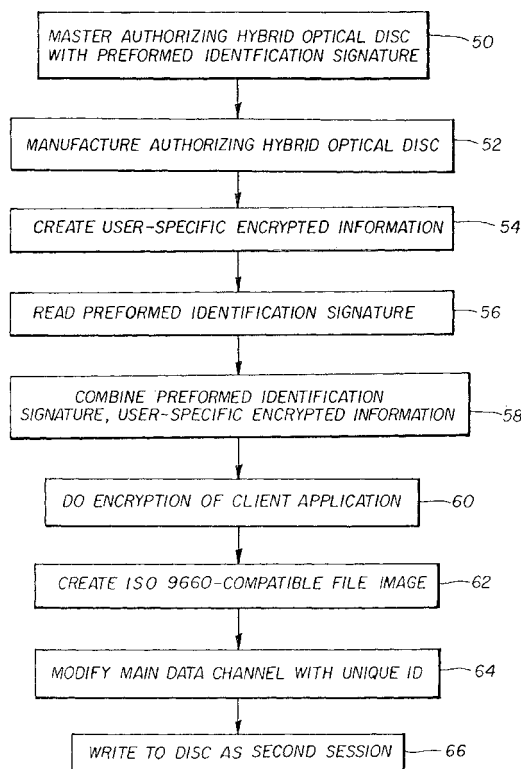 MASTER AUTHORIZING HYBRID OPTICAL DISC
WITH PREFORMED IDENTFICATION SIGNATURE
50
MANUFACTURE AUTHORIZING HYBRID OPTICAL DISC
52
CREATE USER-SPECIFIC ENCRYPTED INFORMATION
54
READ PREFORMED IDENTIFICATION SIGNATURE
56
COMBINE PREFORMED IDENTIFICATION
SIGNATURE, USER-SPECIFIC ENCRYPTED INFORMATION
58
DO ENCRYPTION OF CLIENT APPLICATION
60
CREATE ISO 9660-COMPATIBLE FILE IMAGE
62
MODIFY MAIN DATA CHANNEL WITH UNIQUE ID
64
WRITE TO DISC AS SECOND SESSION
66